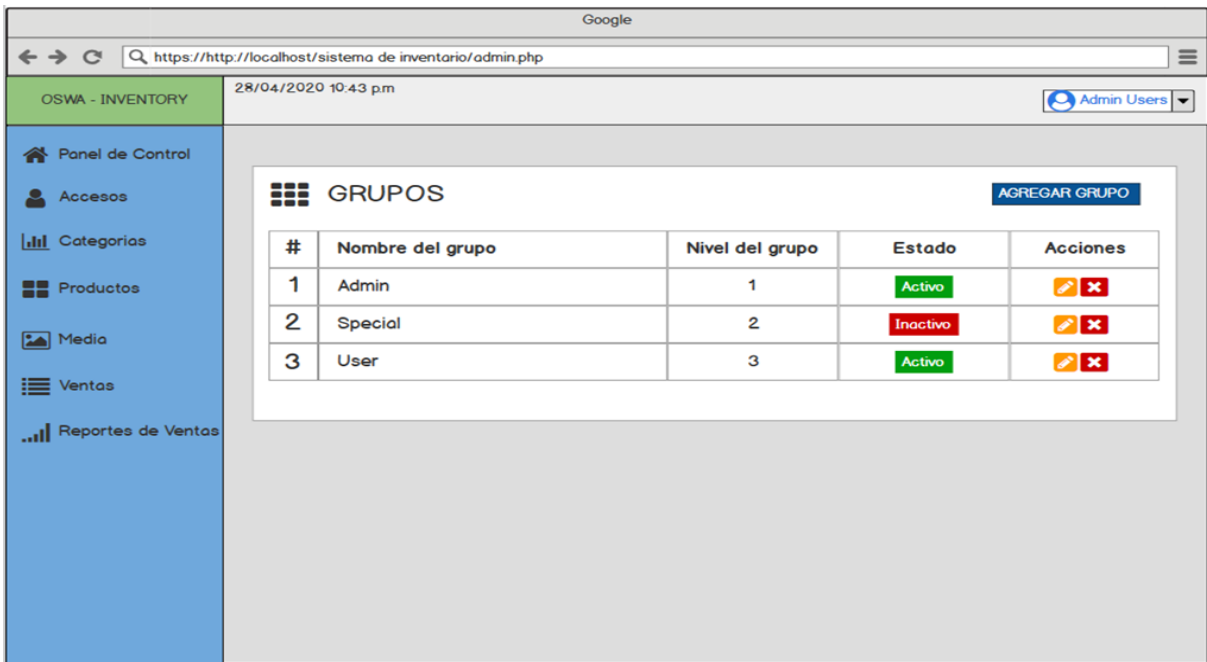 Google
https://http://localhost/sistema de inventario/admin.php
OSWA - INVENTORY
28/04/2020 10:43 p.m
Admin Users
Panel de Control
Accesos
Categorias
Productos
Media
Ventas
Reportes de Ventas
GRUPOS
AGREGAR GRUPO
# Nombre del grupo Nivel del grupo Estado Acciones
1 Admin 1 Activo
2 Special 2 Inactivo
3 User 3 Activo